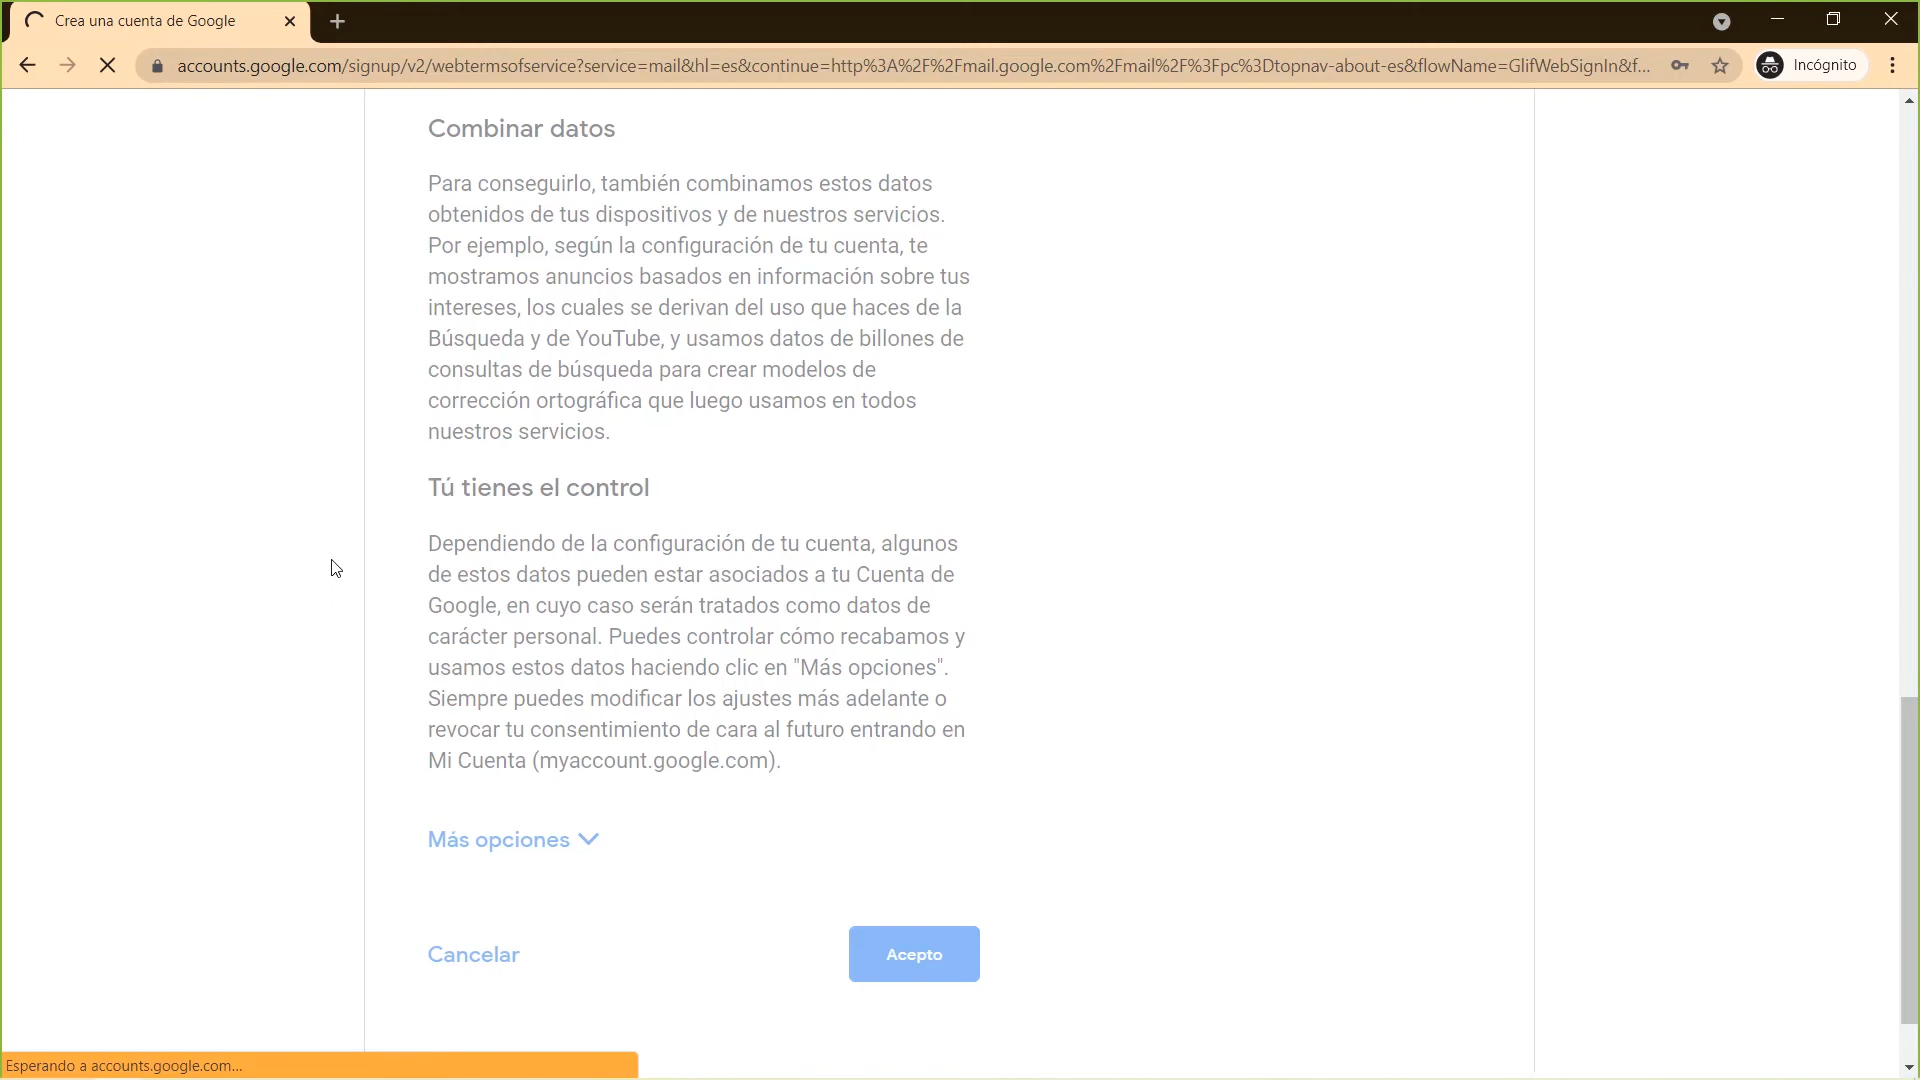 Crea una cuenta de Google
accounts.google.com/signup/v2/webtermsofservice?service=mail&hl=es&continue=http%3A%2F%2Fmail.google.com%2Fmail%2F%3Fpc%3Dtopnav-about-es&flowName=GlifWebSignIn&f...
Incógnito
Combinar datos
Para conseguirlo, también combinamos estos datos
obtenidos de tus dispositivos y de nuestros servicios.
Por ejemplo, según la configuración de tu cuenta, te
mostramos anuncios basados en información sobre tus
intereses, los cuales se derivan del uso que haces de la
Búsqueda y de YouTube, y usamos datos de billones de
consultas de búsqueda para crear modelos de
corrección ortográfica que luego usamos en todos
nuestros servicios.
Tú tienes el control
Dependiendo de la configuración de tu cuenta, algunos
de estos datos pueden estar asociados a tu Cuenta de
Google, en cuyo caso serán tratados como datos de
carácter personal. Puedes controlar cómo recabamos y
usamos estos datos haciendo clic en "Más opciones".
Siempre puedes modificar los ajustes más adelante o
revocar tu consentimiento de cara al futuro entrando en
Mi Cuenta (myaccount.google.com).
Más opciones
Cancelar
Acepto
Esperando a accounts.google.com...